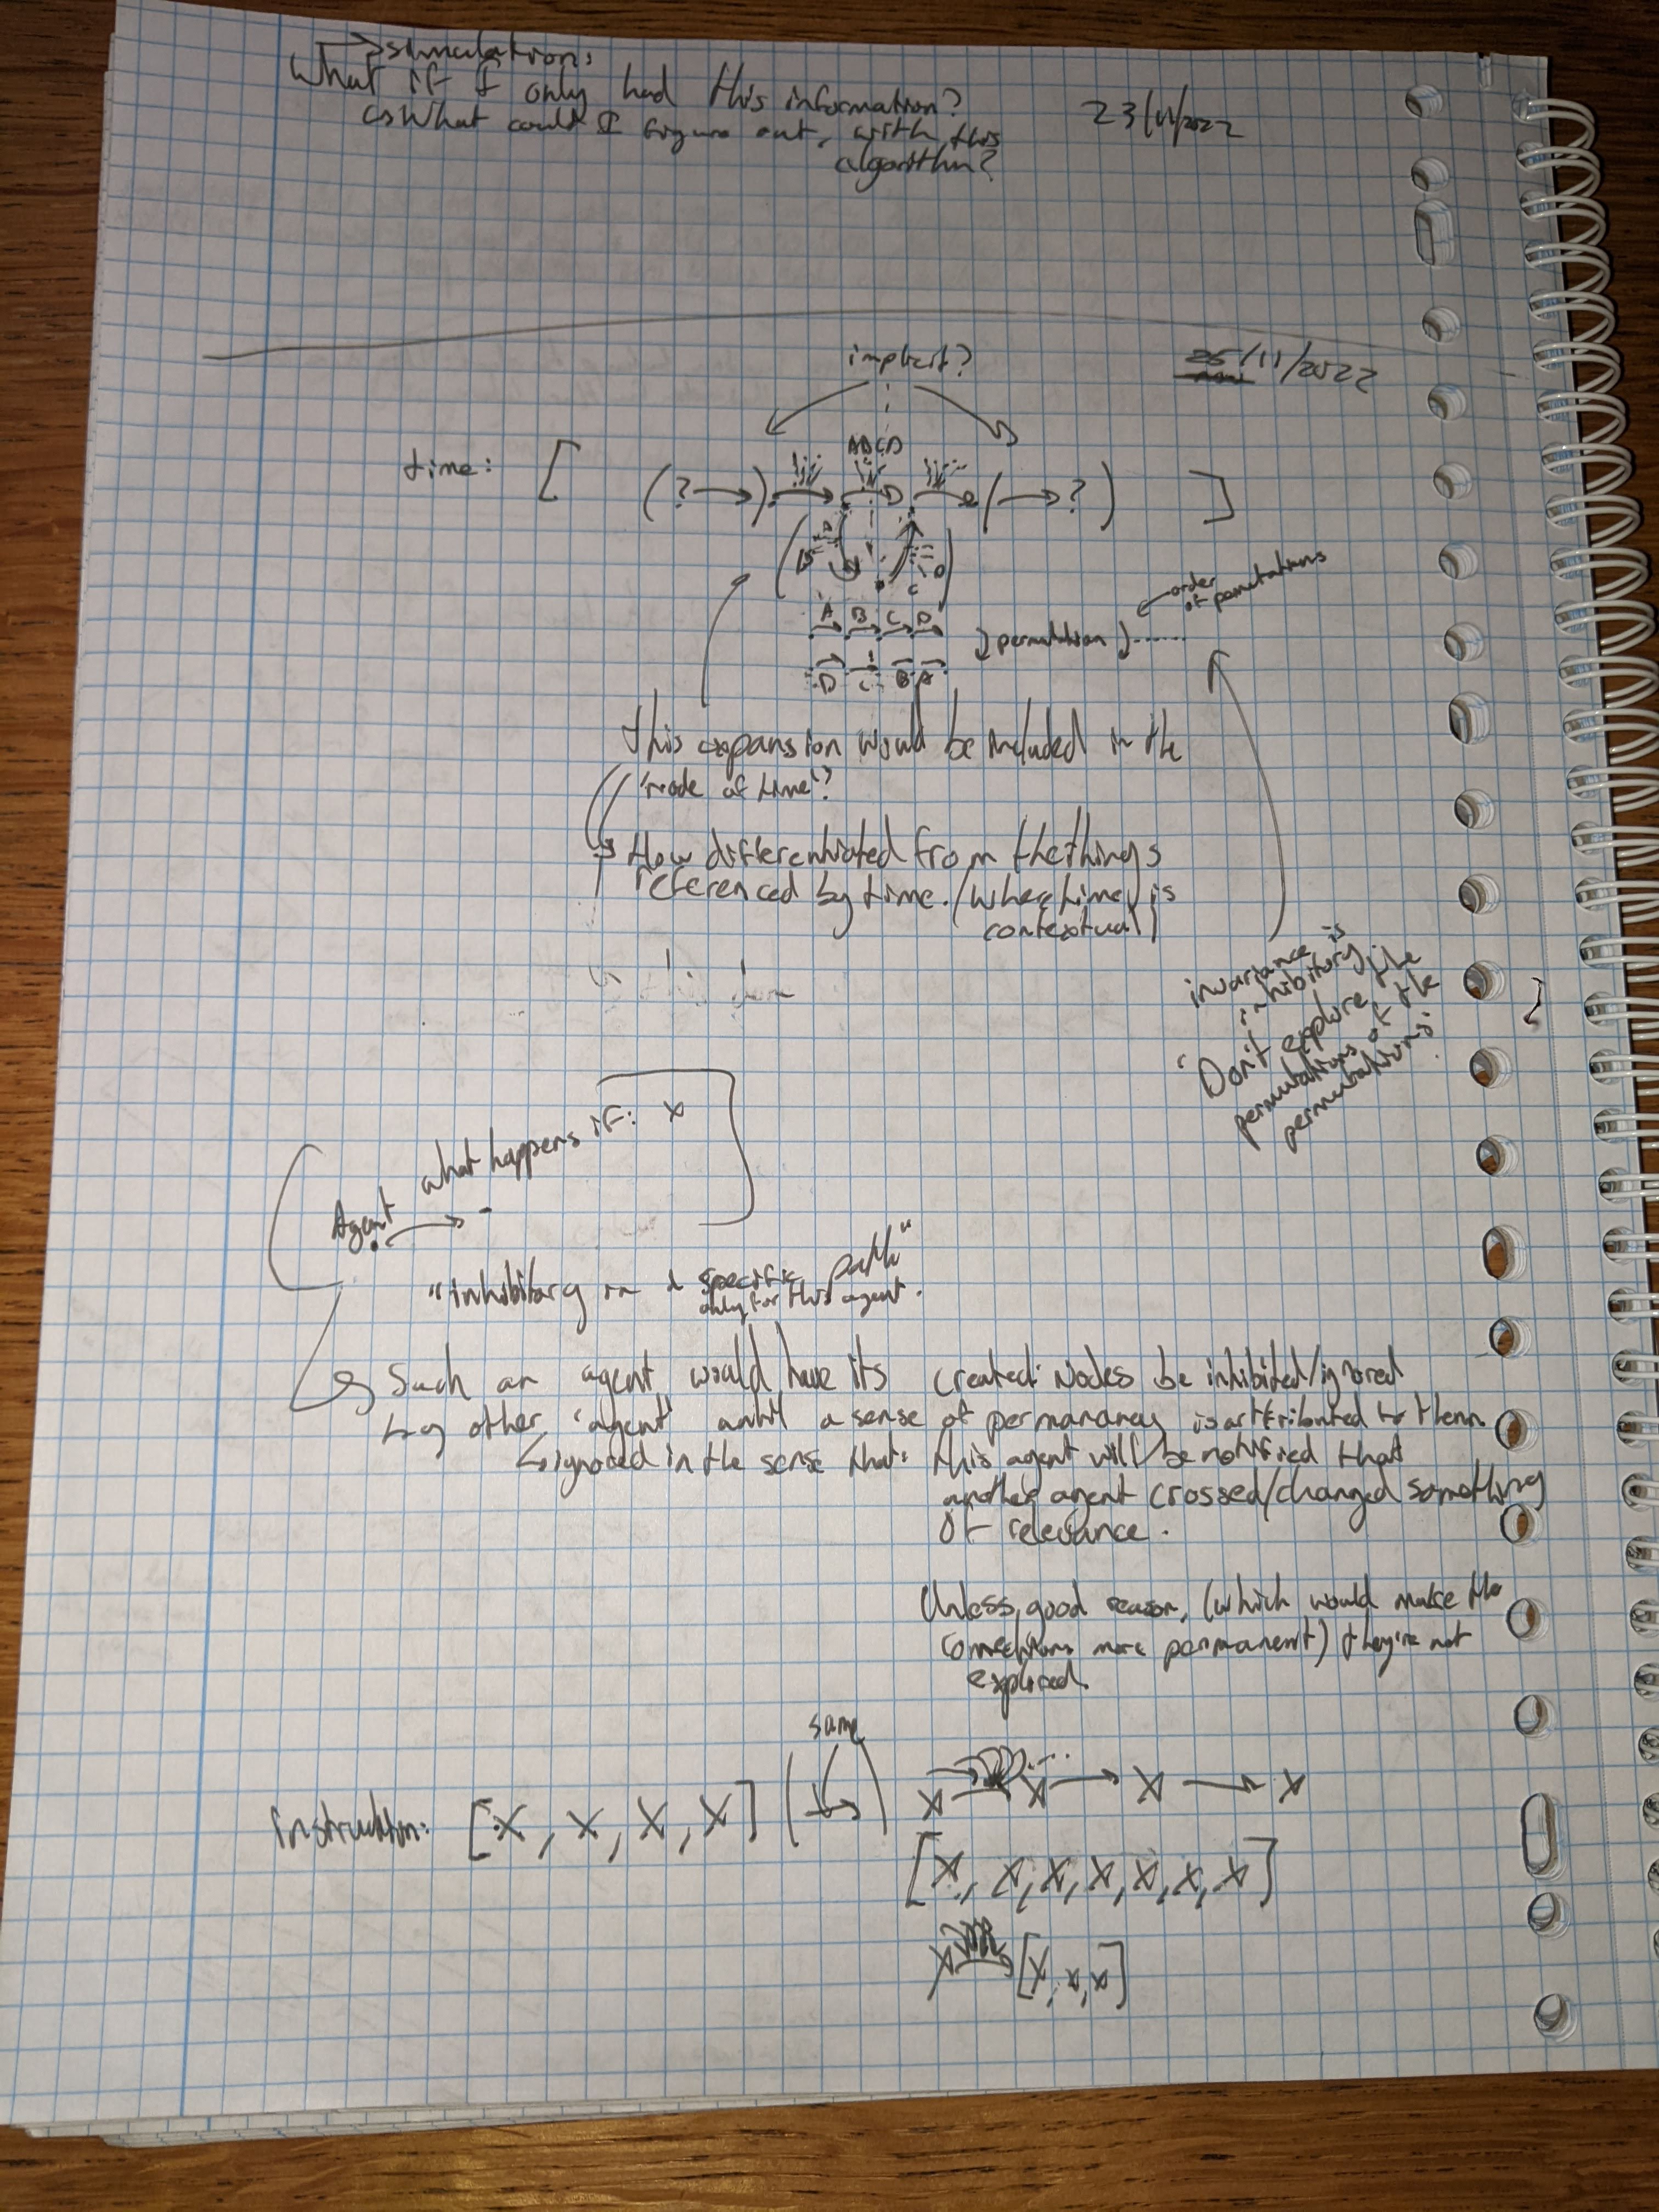 →simulation:
What if I only had this information?
↳What could I figure out, with this
algorithm?
23/11/2022
25/11/2022
implicit?
ABCD
time: [ (?→) (→?) ]
A B
D C
A B C D
↓permutation↓......
order
of permutations
D C B A
this expansion would be included in the
'node of time'?
↳ How differentiated from the things
referenced by time. (where time is
contextual)
invariance is
inhibitory
"Don't explore the
permutations of the
permutations"
what happens if: x
Agent
"inhibitory in a specific path"
only for this agent.
Such an agent would have its created nodes be inhibited/ignored
by other 'agent' until a sense of permanancy is attributed to them.
↳ignored in the sense that: this agent will be notified that
another agent crossed/changed something
of relevance.
Unless good reason, (which would make the
connections more permanent) they're not
explored.
same
instruction: [x, x, x, x] (→) x → x → x → x
[x, x, x, x, x, x, x]
x→[x, x, x]